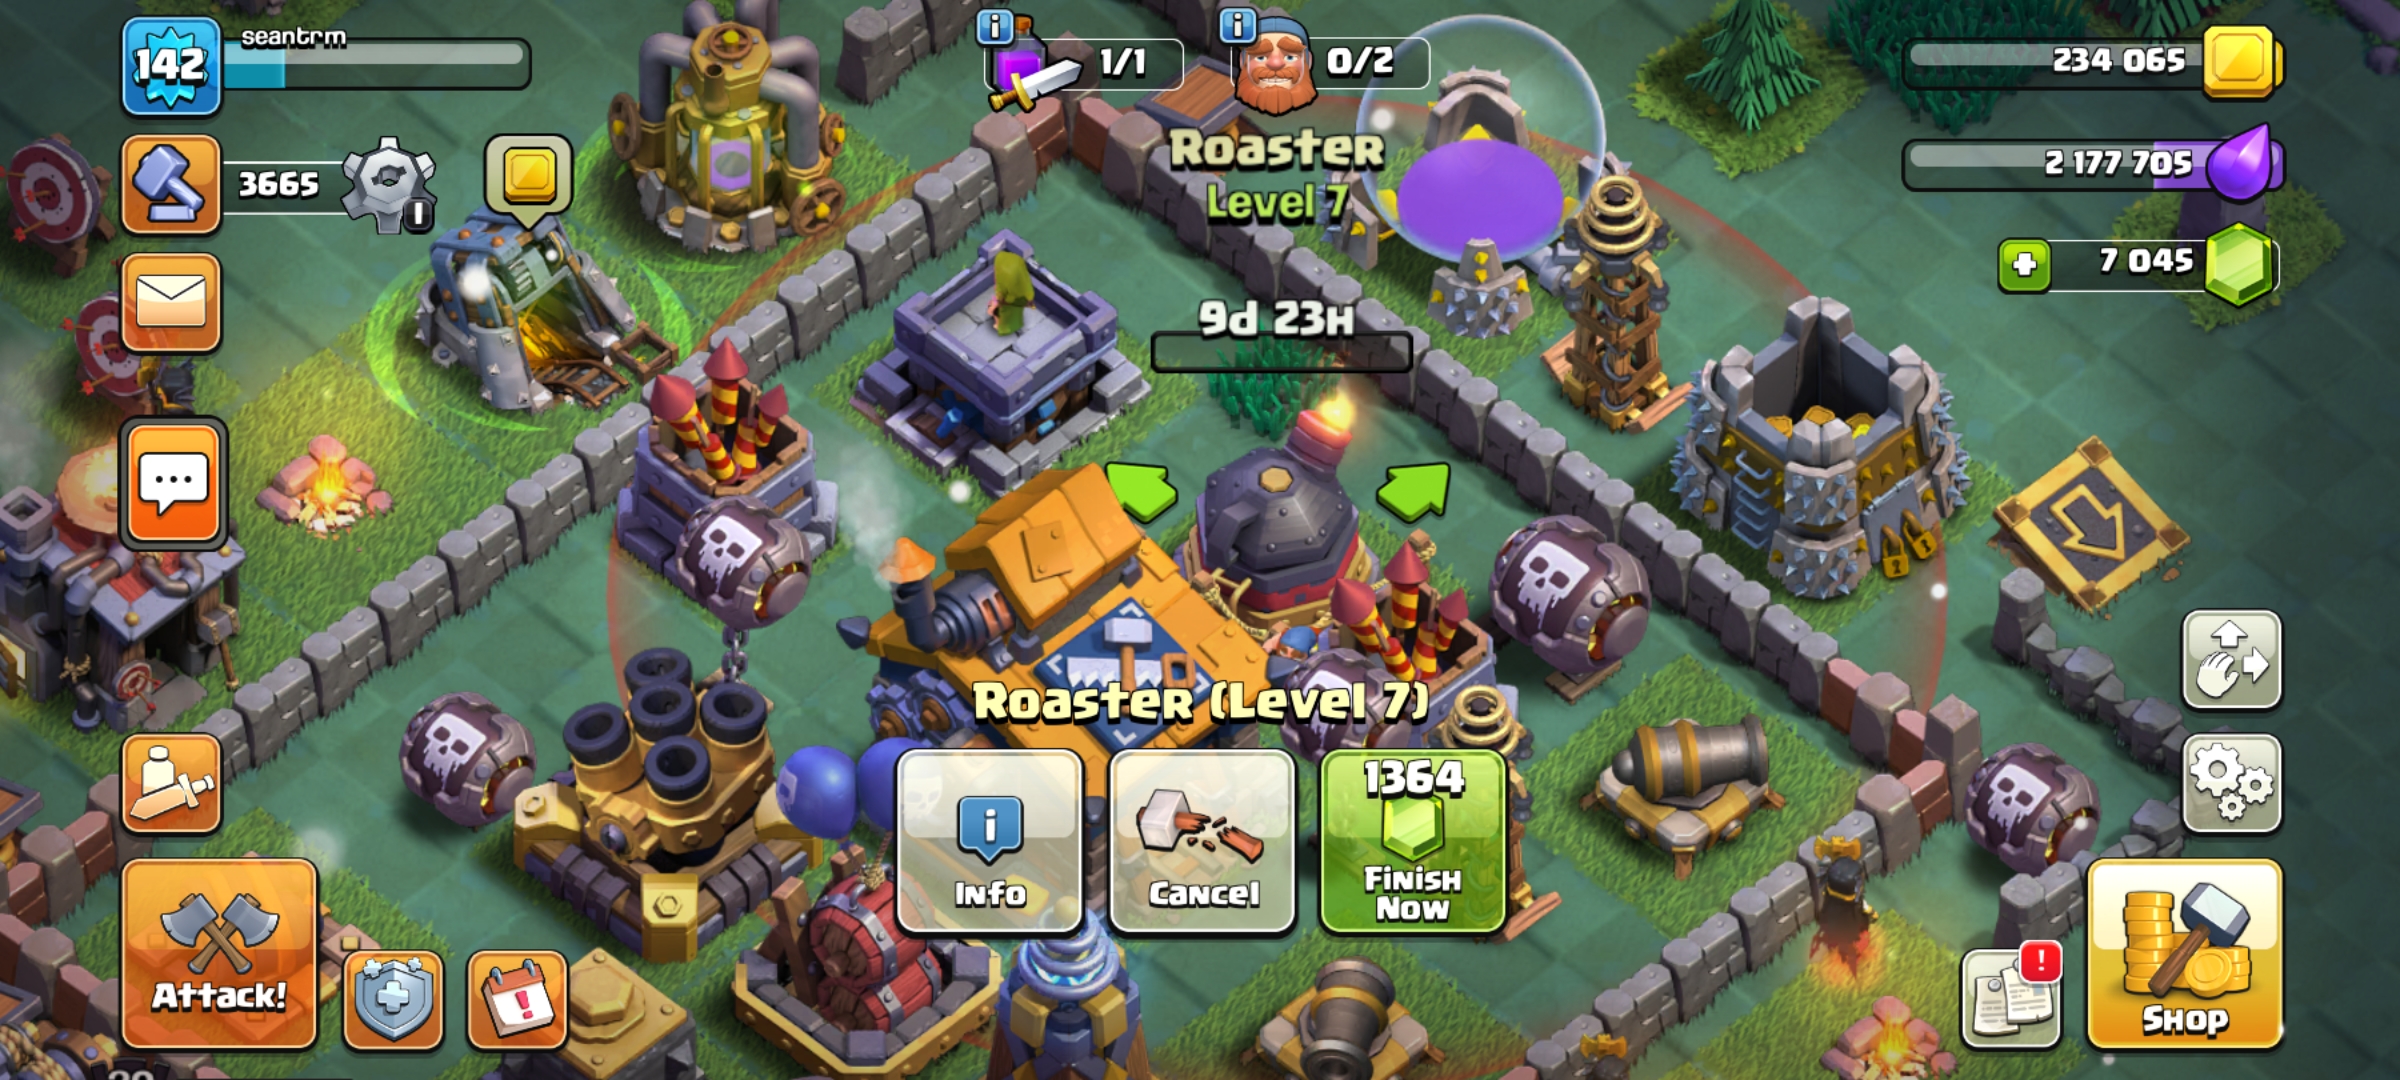 142
seantrm
1/1
0/2
234 065
3665
2 177 705
7 045
Roaster
Level 7
9d 23H
Roaster (Level 7)
1364
Info
Cancel
Finish
Now
Attack!
!
Shop